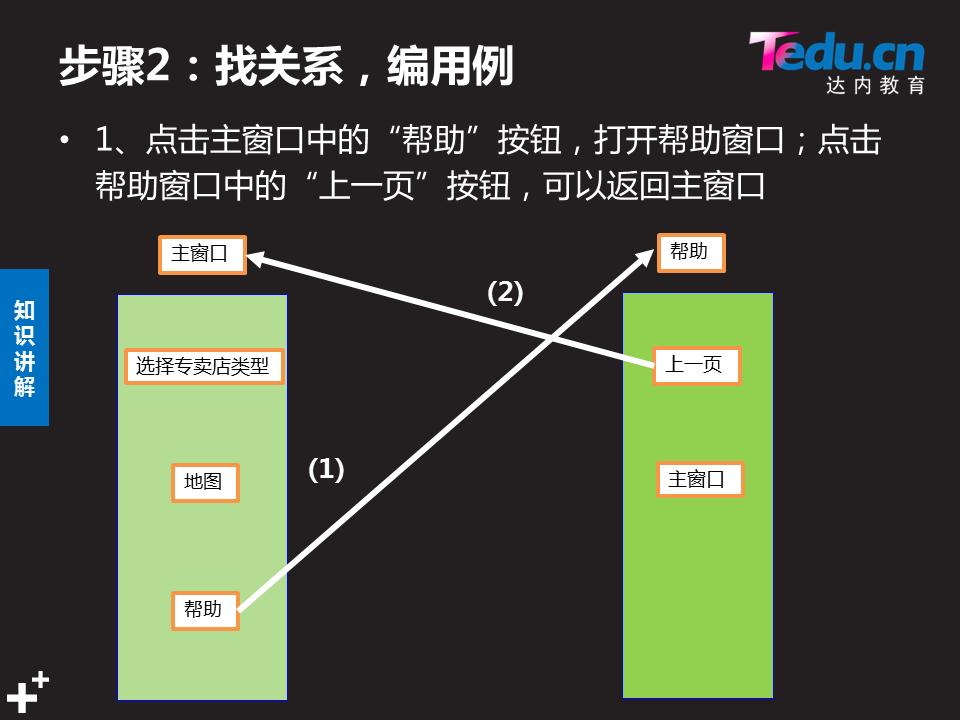 步骤2：找关系，编用例
Tedu.cn
达内教育
• 1、点击主窗口中的“帮助”按钮，打开帮助窗口；点击
帮助窗口中的“上一页”按钮，可以返回主窗口
主窗口
帮助
(2)
知识讲解
选择专卖店类型
上一页
(1)
地图
主窗口
帮助